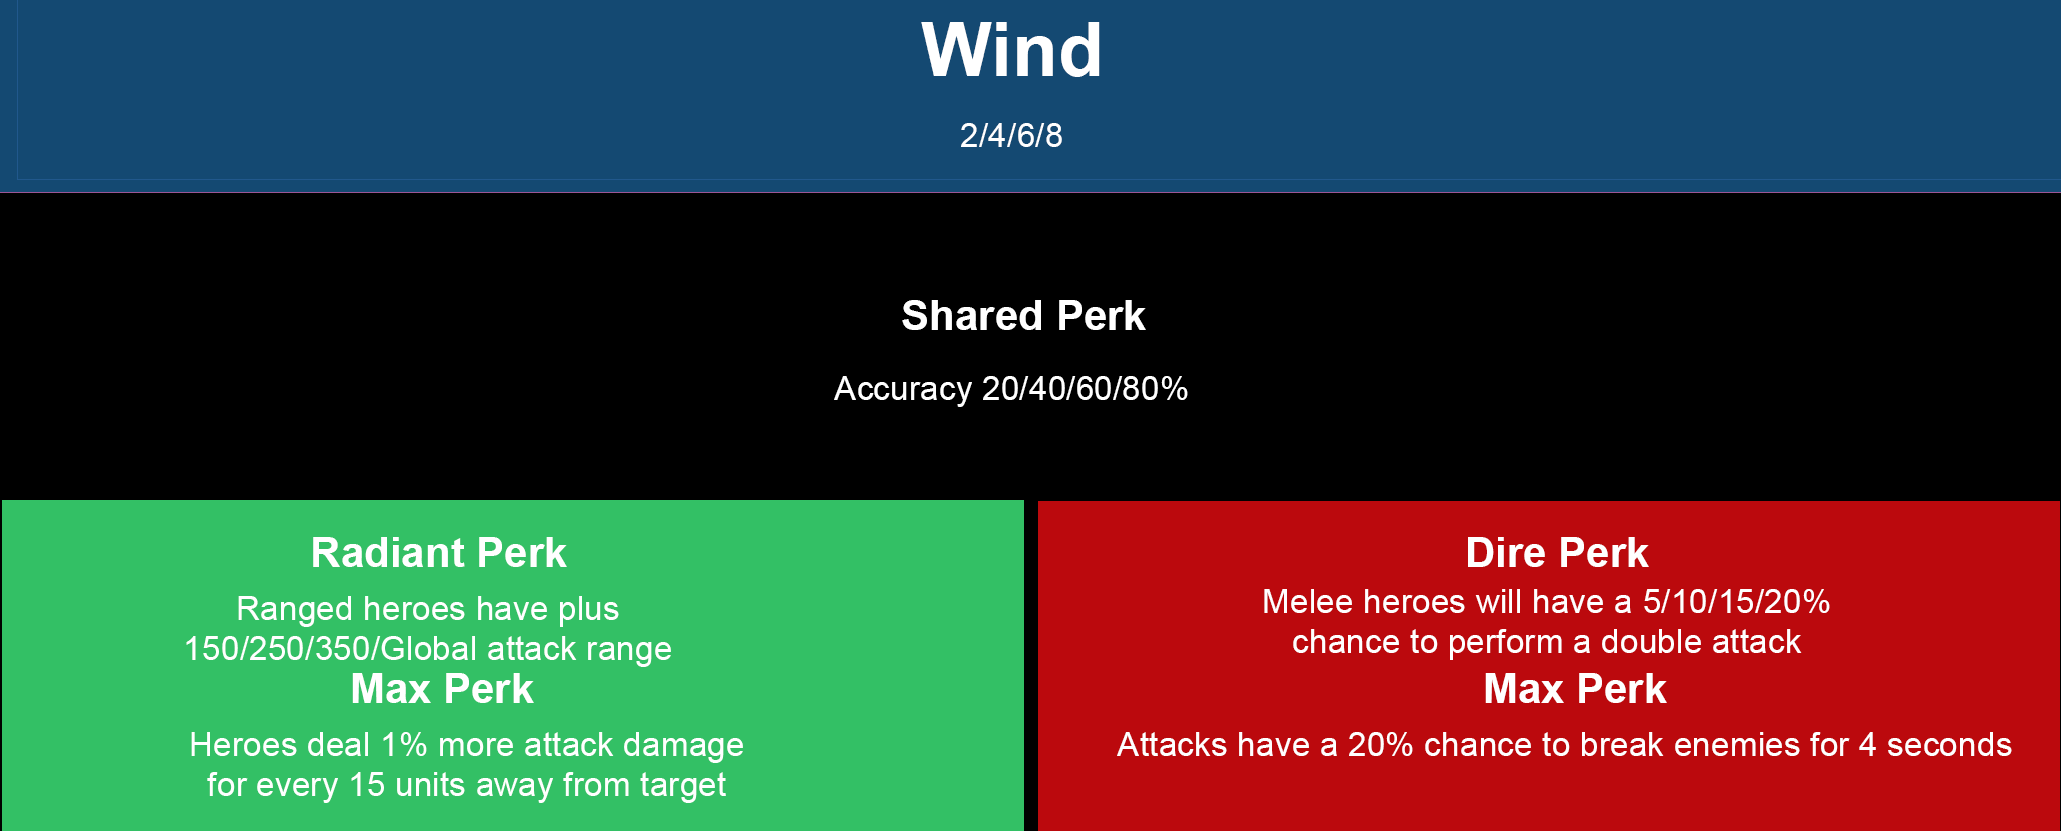 Wind
2/4/6/8
Shared Perk
Accuracy 20/40/60/80%
Radiant Perk
Ranged heroes have plus
150/250/350/Global attack range
Max Perk
Heroes deal 1% more attack damage
for every 15 units away from target
Dire Perk
Melee heroes will have a 5/10/15/20%
chance to perform a double attack
Max Perk
Attacks have a 20% chance to break enemies for 4 seconds